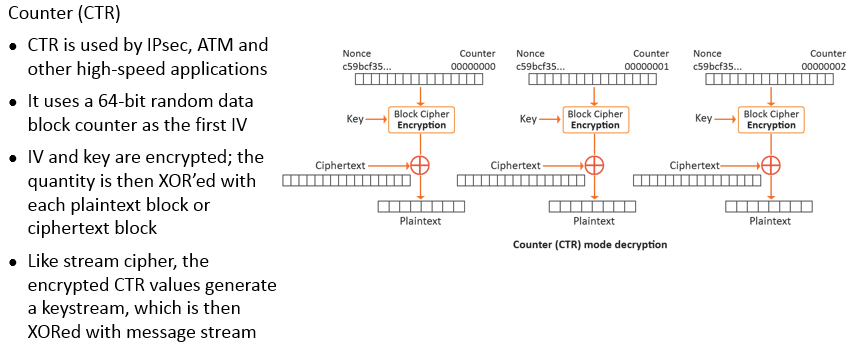 Counter (CTR)
• CTR is used by IPsec, ATM and
other high-speed applications
• It uses a 64-bit random data
block counter as the first IV
• IV and key are encrypted; the
quantity is then XOR’ed with
each plaintext block or
ciphertext block
• Like stream cipher, the
encrypted CTR values generate
a keystream, which is then
XORed with message stream
Nonce Counter
c59bcf35... 00000000
Key
Block Cipher
Encryption
Ciphertext
Plaintext
Nonce Counter
c59bcf35... 00000001
Key
Block Cipher
Encryption
Ciphertext
Plaintext
Nonce Counter
c59bcf35... 00000002
Key
Block Cipher
Encryption
Ciphertext
Plaintext
Counter (CTR) mode decryption